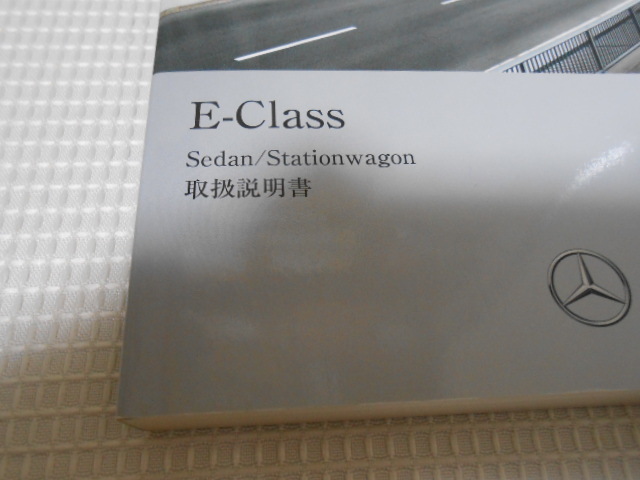 E-Class
Sedan/Stationwagon
取扱説明書